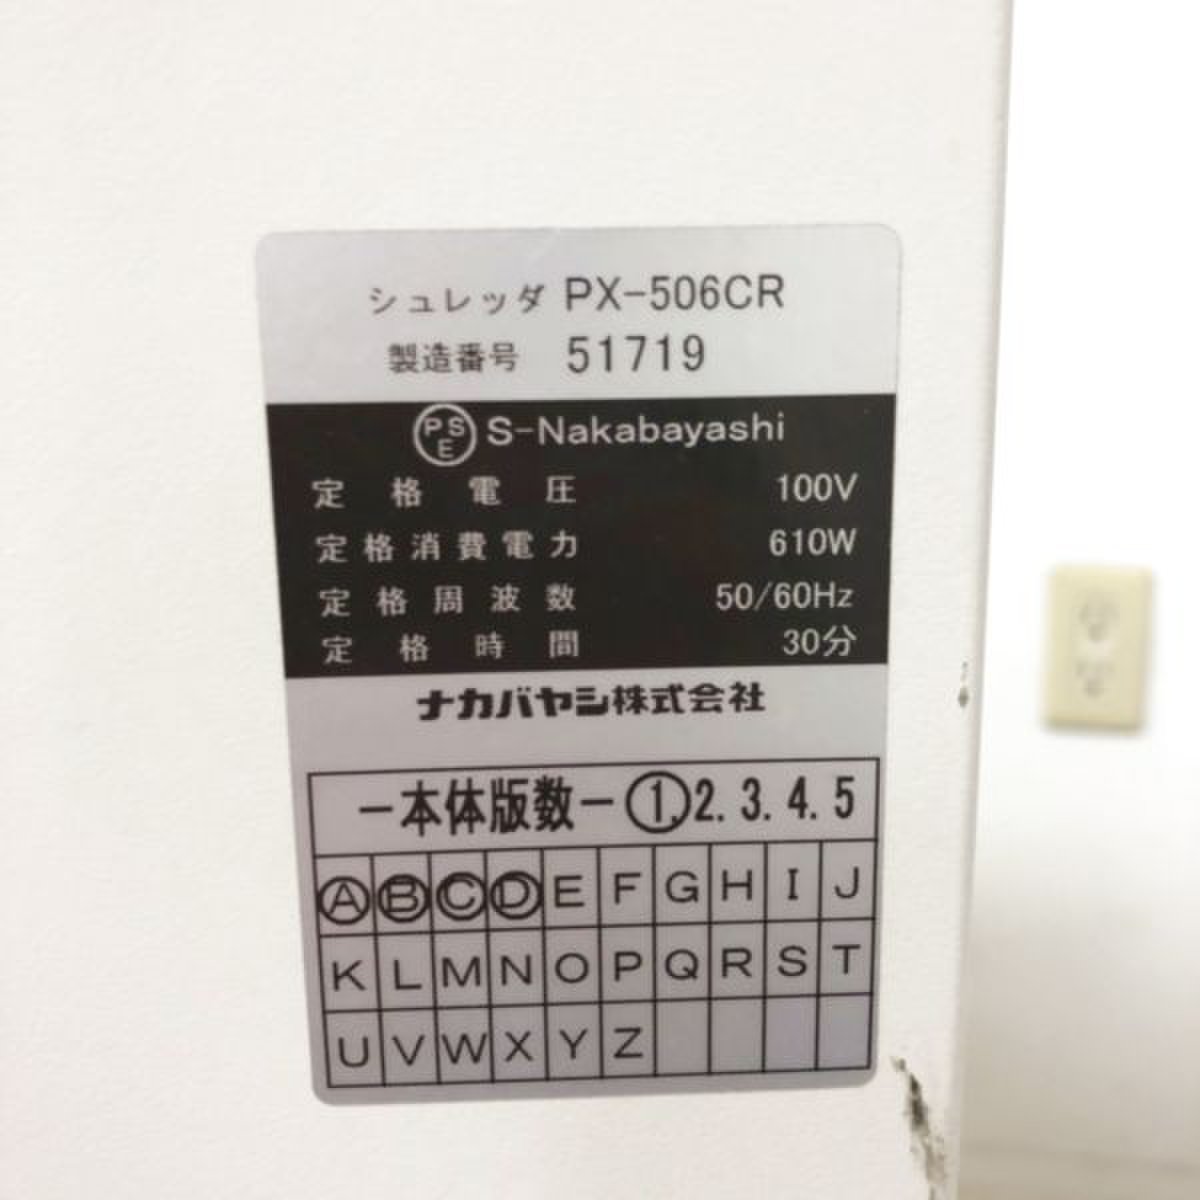 シュレッダ PX-506CR
製造番号 51719
PSE S-Nakabayashi
定格電圧 100V
定格消費電力 610W
定格周波数 50/60Hz
定格時間 30分
ナカバヤシ株式会社
-本体版数- ①.2.3.4.5
Ⓐ Ⓑ Ⓒ Ⓓ E F G H I J
K L M N O P Q R S T
U V W X Y Z